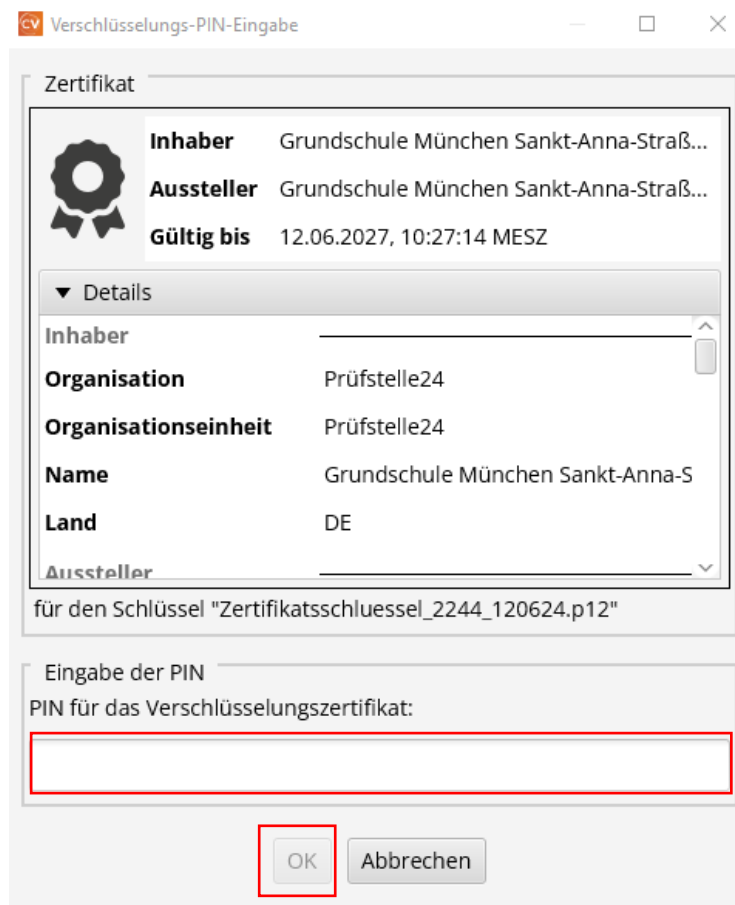 CV Verschlüsselungs-PIN-Eingabe
Zertifikat
Inhaber Grundschule München Sankt-Anna-Straß...
Aussteller Grundschule München Sankt-Anna-Straß...
Gültig bis 12.06.2027, 10:27:14 MESZ
Details
Inhaber
Organisation Prüfstelle24
Organisationseinheit Prüfstelle24
Name Grundschule München Sankt-Anna-S
Land DE
Aussteller
für den Schlüssel "Zertifikatsschluessel_2244_120624.p12"
Eingabe der PIN
PIN für das Verschlüsselungszertifikat:
OK Abbrechen